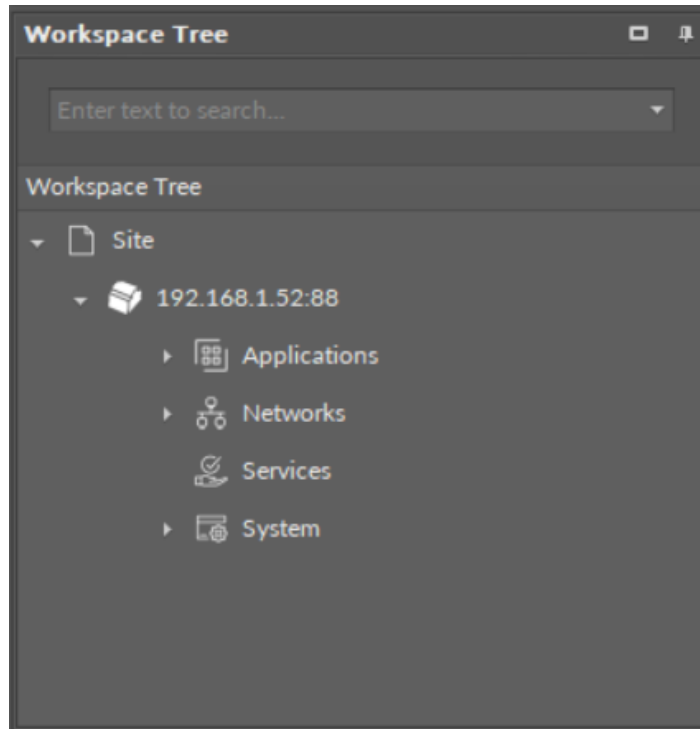 Workspace Tree
Enter text to search...
Workspace Tree
Site
192.168.1.52:88
Applications
Networks
Services
System